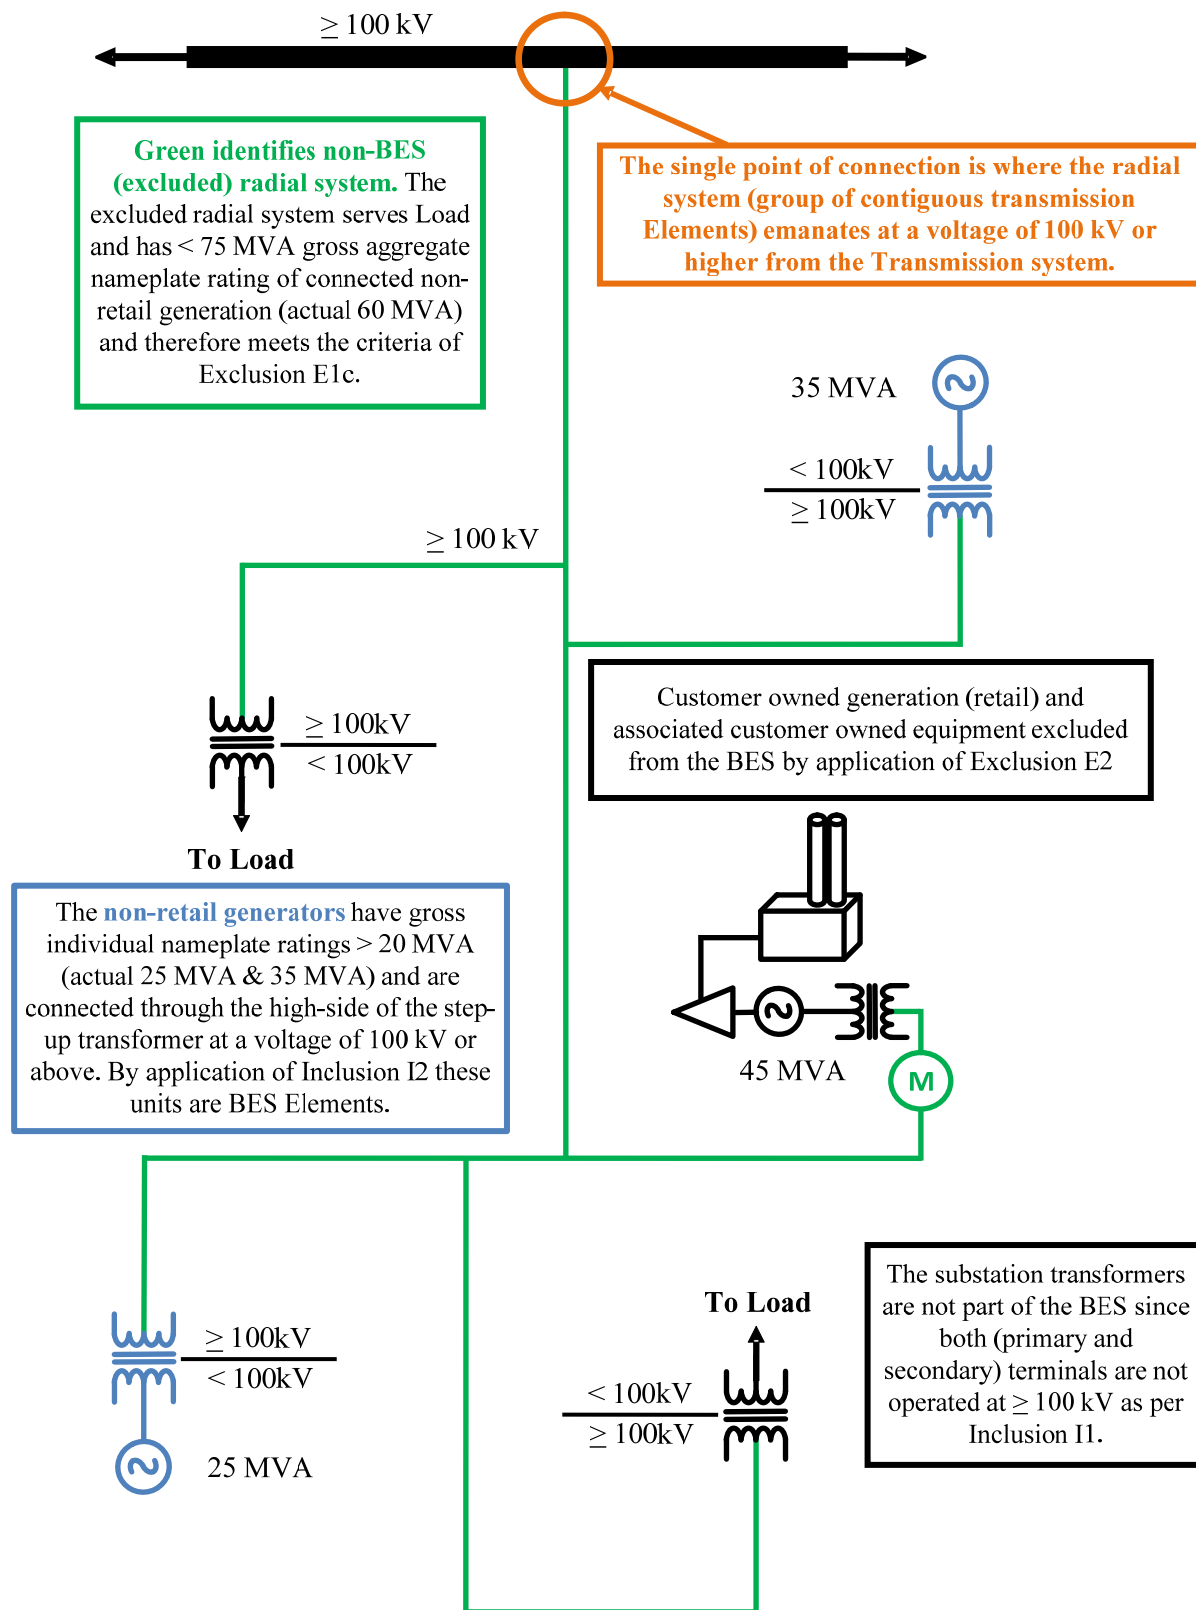 ≥ 100 kV
Green identifies non-BES
(excluded) radial system. The
excluded radial system serves Load
and has < 75 MVA gross aggregate
nameplate rating of connected non-
retail generation (actual 60 MVA)
and therefore meets the criteria of
Exclusion E1c.
The single point of connection is where the radial
system (group of contiguous transmission
Elements) emanates at a voltage of 100 kV or
higher from the Transmission system.
35 MVA
< 100kV
≥ 100kV
≥ 100 kV
≥ 100kV
< 100kV
To Load
Customer owned generation (retail) and
associated customer owned equipment excluded
from the BES by application of Exclusion E2
The non-retail generators have gross
individual nameplate ratings > 20 MVA
(actual 25 MVA & 35 MVA) and are
connected through the high-side of the step-
up transformer at a voltage of 100 kV or
above. By application of Inclusion I2 these
units are BES Elements.
45 MVA
M
≥ 100kV
< 100kV
25 MVA
To Load
< 100kV
≥ 100kV
The substation transformers
are not part of the BES since
both (primary and
secondary) terminals are not
operated at ≥ 100 kV as per
Inclusion I1.